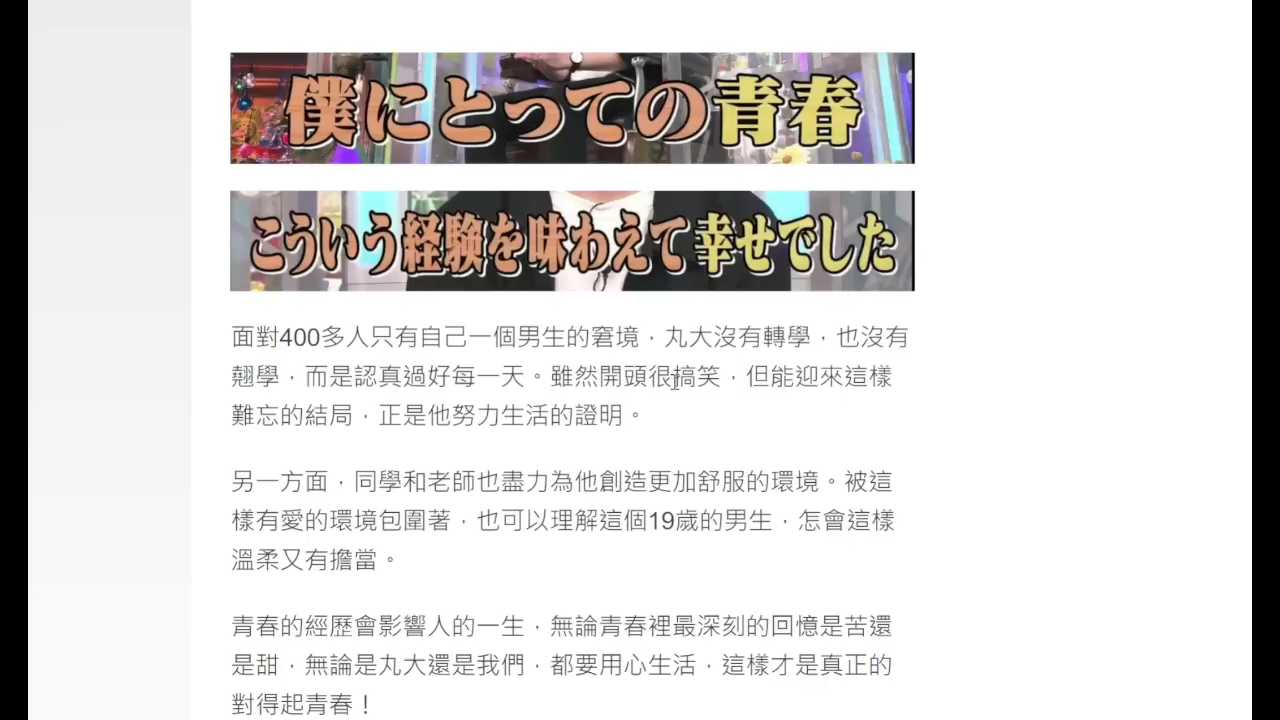 僕にとっての青春
こういう経験を味わえて幸せでした
面對400多人只有自己一個男生的窘境，丸大沒有轉學，也沒有
翹學，而是認真過好每一天。雖然開頭很搞笑，但能迎來這樣
難忘的結局，正是他努力生活的證明。
另一方面，同學和老師也盡力為他創造更加舒服的環境。被這
樣有愛的環境包圍著，也可以理解這個19歲的男生，怎會這樣
溫柔又有擔當。
青春的經歷會影響人的一生，無論青春裡最深刻的回憶是苦還
是甜，無論是丸大還是我們，都要用心生活，這樣才是真正的
對得起青春！